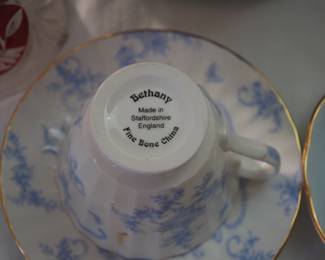 Bethany
Made in
Staffordshire
England
Fine Bone China